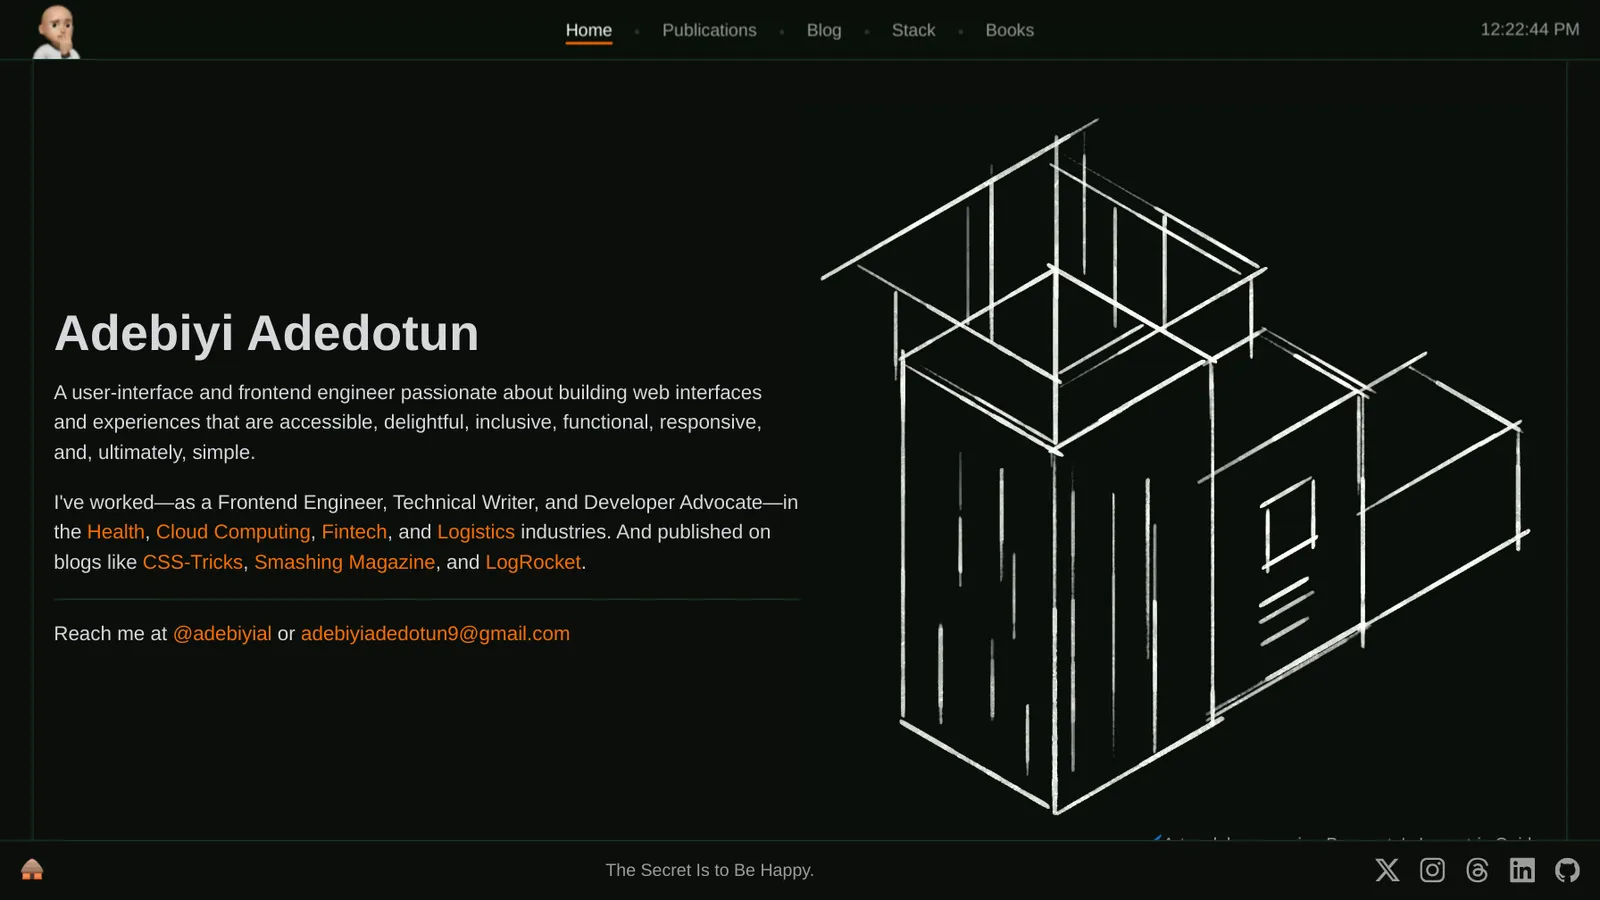 Home • Publications • Blog • Stack • Books
12:22:44 PM
Adebiyi Adedotun
A user-interface and frontend engineer passionate about building web interfaces
and experiences that are accessible, delightful, inclusive, functional, responsive,
and, ultimately, simple.
I've worked—as a Frontend Engineer, Technical Writer, and Developer Advocate—in
the Health, Cloud Computing, Fintech, and Logistics industries. And published on
blogs like CSS-Tricks, Smashing Magazine, and LogRocket.
Reach me at @adebiyial or adebiyiadedotun9@gmail.com
The Secret Is to Be Happy.